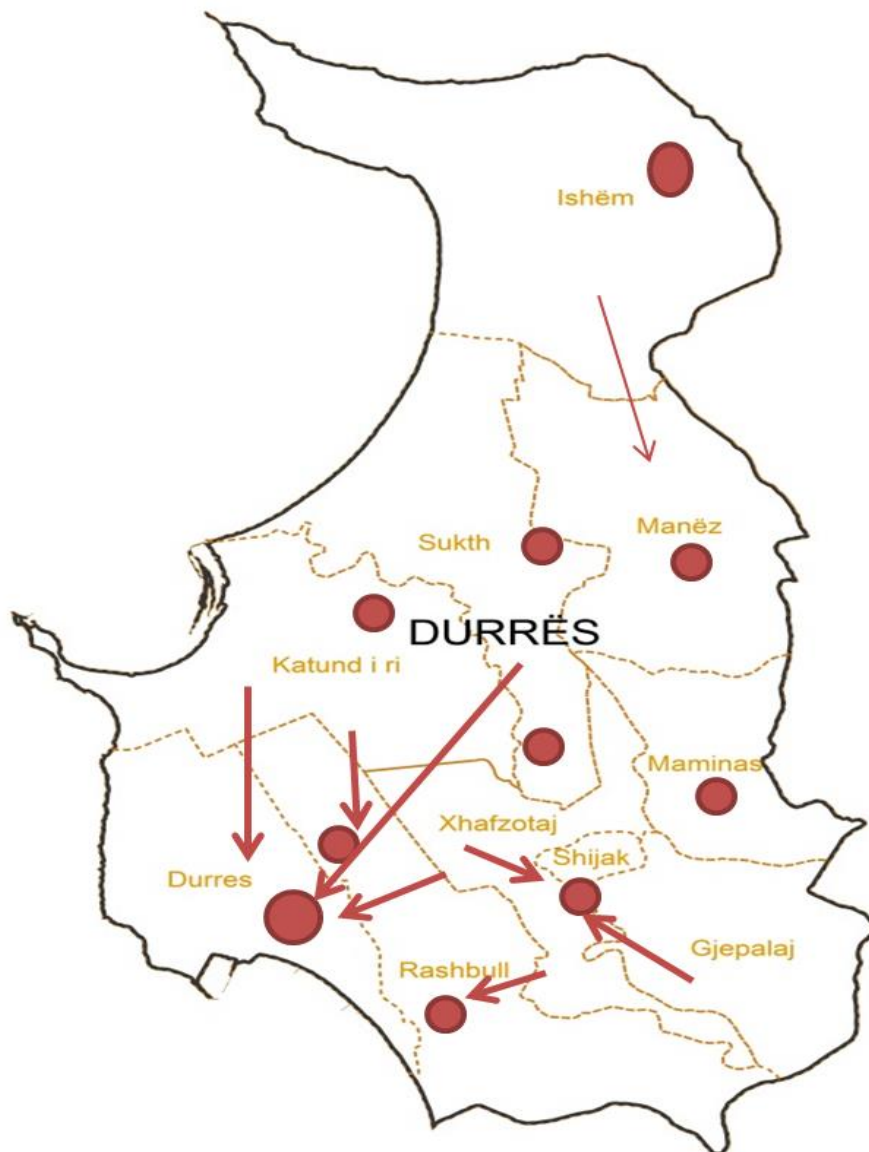 Ishëm
Sukth
Manëz
DURRËS
Katund i ri
Maminas
Xhafzotaj
Shijak
Durres
Gjepalaj
Rashbull